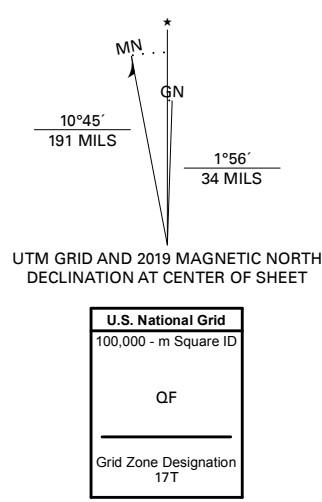 MN
GN
10°45´
191 MILS
1°56´
34 MILS
UTM GRID AND 2019 MAGNETIC NORTH
DECLINATION AT CENTER OF SHEET
U.S. National Grid
100,000 - m Square ID
QF
Grid Zone Designation
17T